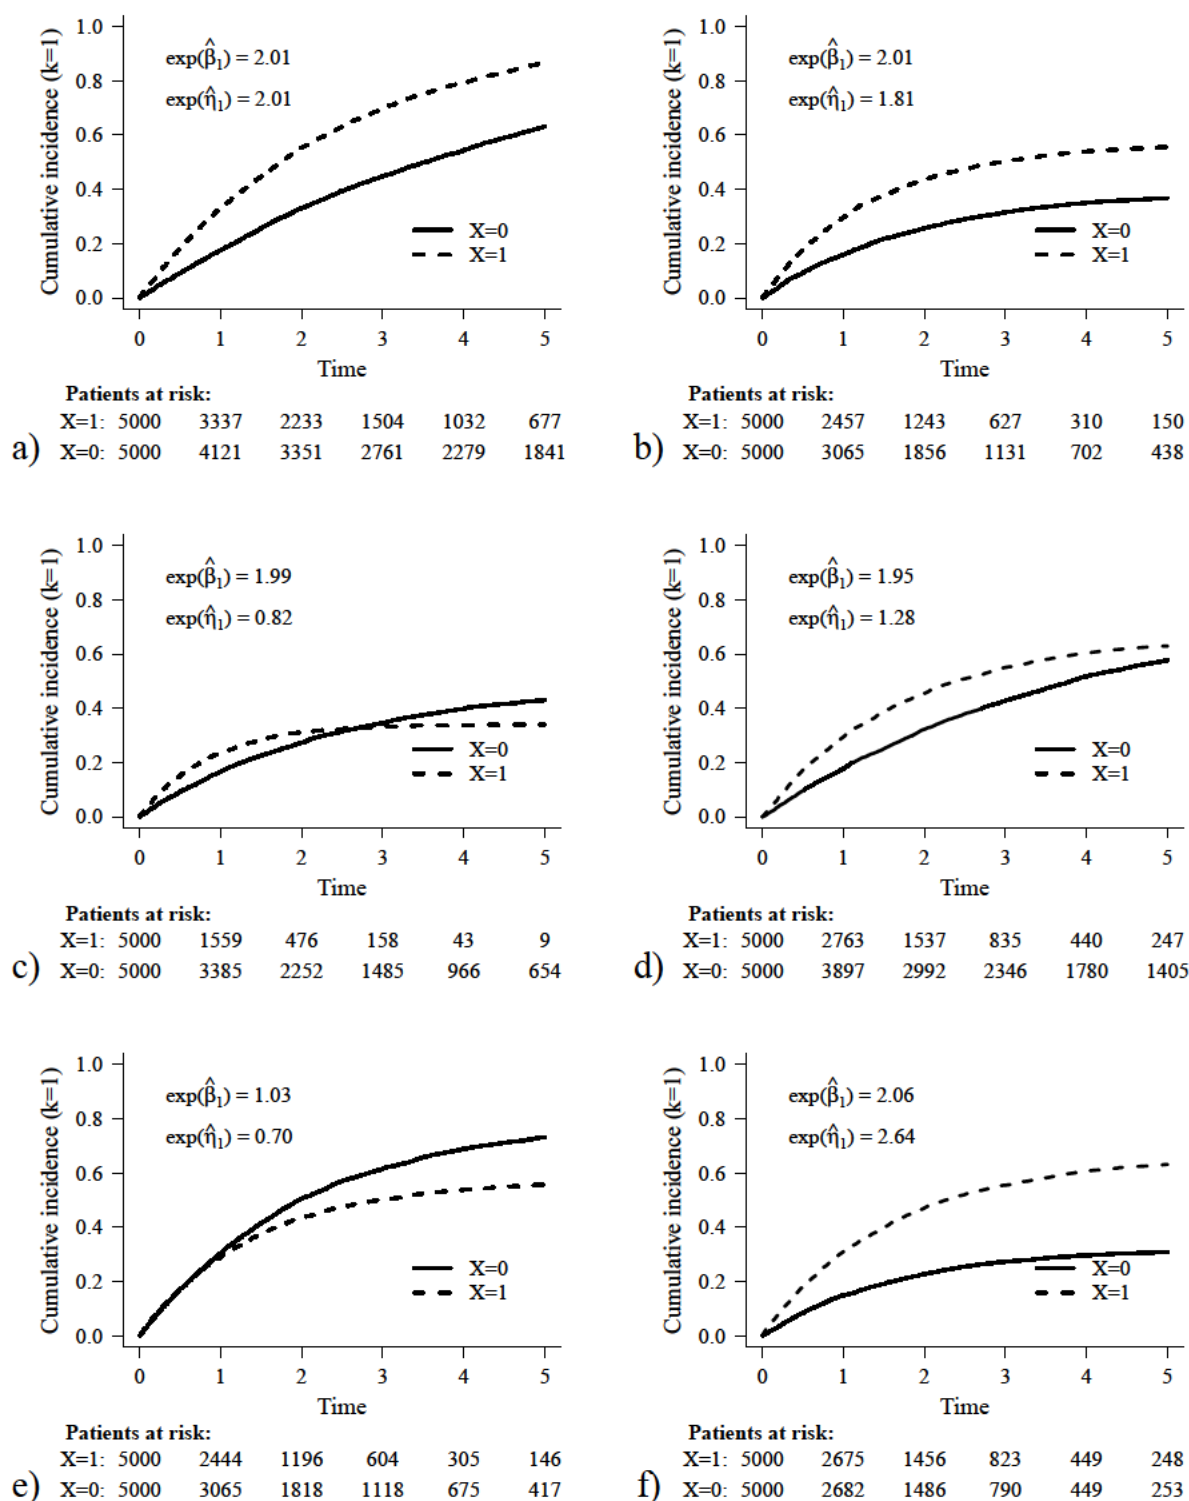 Cumulative incidence (k=1)
1.0
0.8
0.6
0.4
0.2
0.0
exp(β̂₁) = 2.01
exp(η̂₁) = 2.01
X=0
X=1
0 1 2 3 4 5
Time
Patients at risk:
X=1: 5000 3337 2233 1504 1032 677
a) X=0: 5000 4121 3351 2761 2279 1841
Cumulative incidence (k=1)
1.0
0.8
0.6
0.4
0.2
0.0
exp(β̂₁) = 2.01
exp(η̂₁) = 1.81
X=0
X=1
0 1 2 3 4 5
Time
Patients at risk:
X=1: 5000 2457 1243 627 310 150
b) X=0: 5000 3065 1856 1131 702 438
Cumulative incidence (k=1)
1.0
0.8
0.6
0.4
0.2
0.0
exp(β̂₁) = 1.99
exp(η̂₁) = 0.82
X=0
X=1
0 1 2 3 4 5
Time
Patients at risk:
X=1: 5000 1559 476 158 43 9
c) X=0: 5000 3385 2252 1485 966 654
Cumulative incidence (k=1)
1.0
0.8
0.6
0.4
0.2
0.0
exp(β̂₁) = 1.95
exp(η̂₁) = 1.28
X=0
X=1
0 1 2 3 4 5
Time
Patients at risk:
X=1: 5000 2763 1537 835 440 247
d) X=0: 5000 3897 2992 2346 1780 1405
Cumulative incidence (k=1)
1.0
0.8
0.6
0.4
0.2
0.0
exp(β̂₁) = 1.03
exp(η̂₁) = 0.70
X=0
X=1
0 1 2 3 4 5
Time
Patients at risk:
X=1: 5000 2444 1196 604 305 146
e) X=0: 5000 3065 1818 1118 675 417
Cumulative incidence (k=1)
1.0
0.8
0.6
0.4
0.2
0.0
exp(β̂₁) = 2.06
exp(η̂₁) = 2.64
X=0
X=1
0 1 2 3 4 5
Time
Patients at risk:
X=1: 5000 2675 1456 823 449 248
f) X=0: 5000 2682 1486 790 449 253